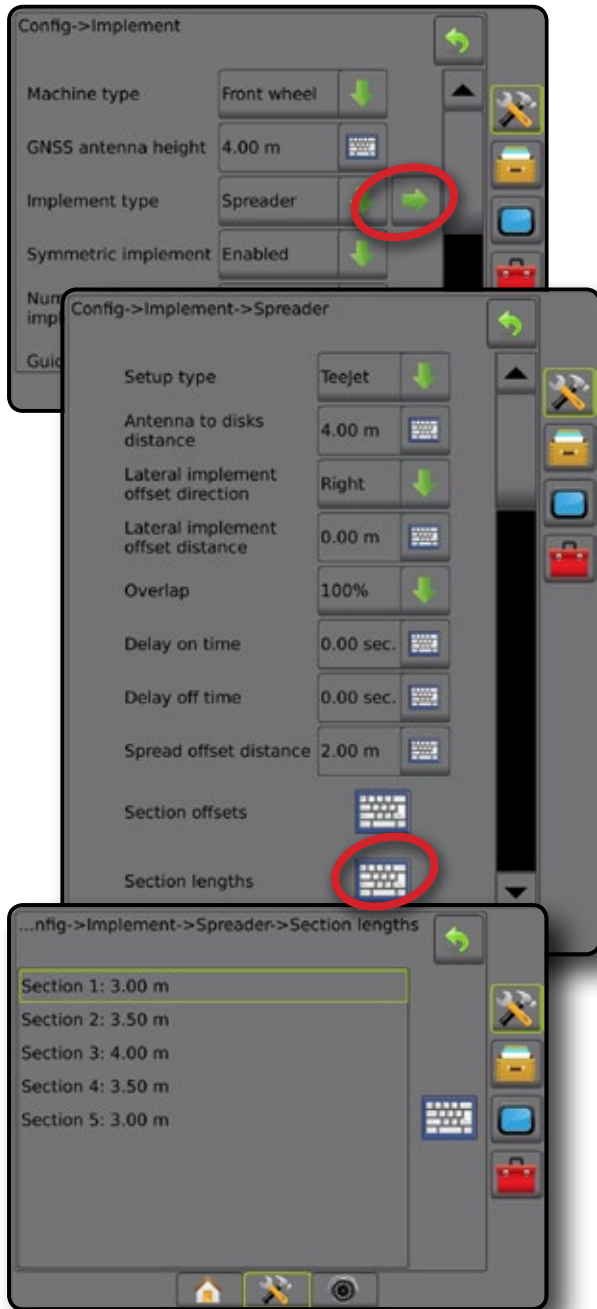 Config->Implement
Machine type Front wheel
GNSS antenna height 4.00 m
Implement type Spreader
Symmetric implement Enabled
Config->Implement->Spreader
Setup type TeeJet
Antenna to disks
distance 4.00 m
Lateral implement
offset direction Right
Lateral implement
offset distance 0.00 m
Overlap 100%
Delay on time 0.00 sec.
Delay off time 0.00 sec.
Spread offset distance 2.00 m
Section offsets
Section lengths
...nfig->Implement->Spreader->Section lengths
Section 1: 3.00 m
Section 2: 3.50 m
Section 3: 4.00 m
Section 4: 3.50 m
Section 5: 3.00 m